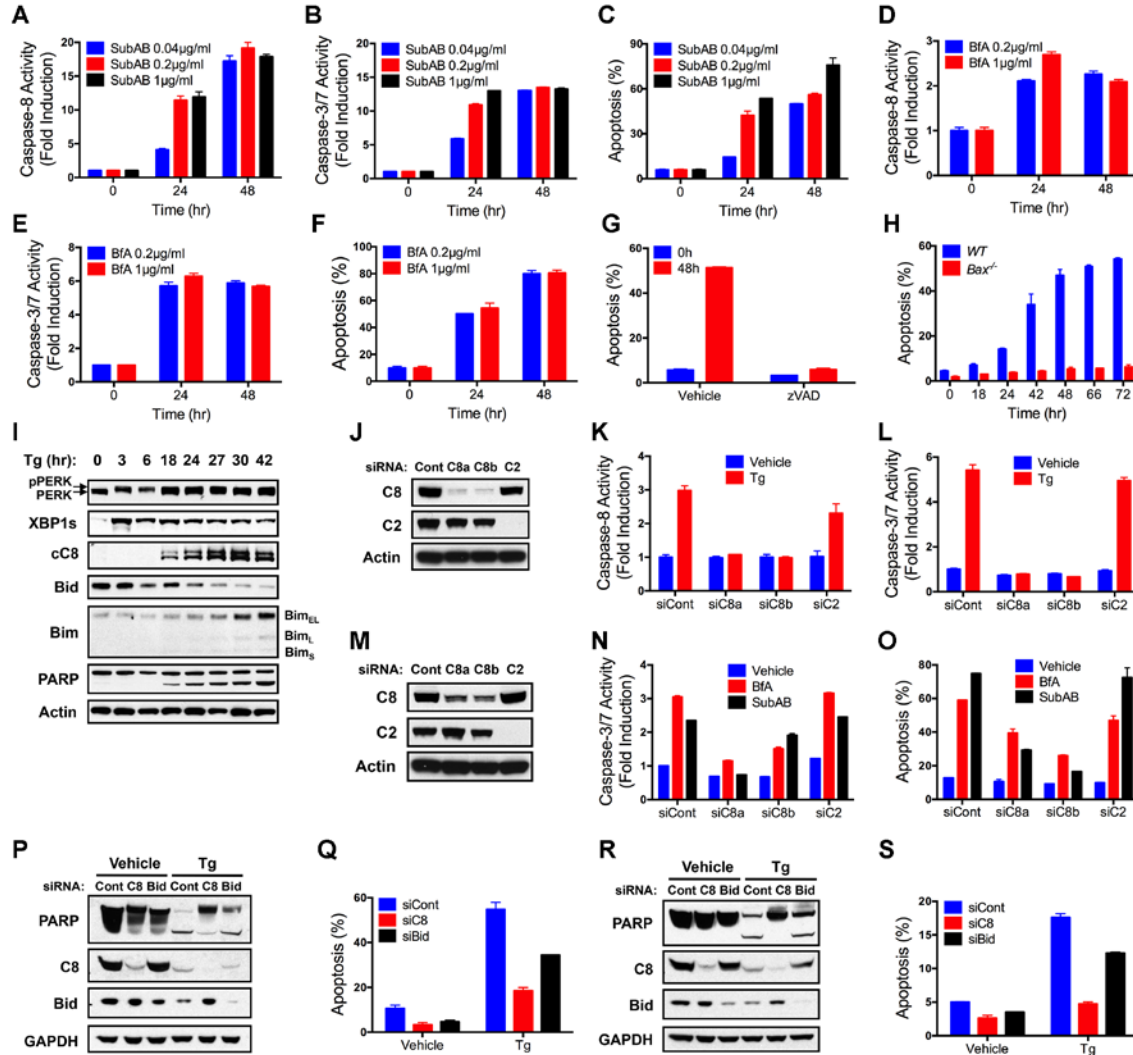 A
Caspase-8 Activity
(Fold Induction)
20
15
10
5
0
SubAB 0.04µg/ml
SubAB 0.2µg/ml
SubAB 1µg/ml
0 24 48
Time (hr)
B
Caspase-3/7 Activity
(Fold Induction)
20
15
10
5
0
SubAB 0.04µg/ml
SubAB 0.2µg/ml
SubAB 1µg/ml
0 24 48
Time (hr)
C
Apoptosis (%)
90
60
30
0
SubAB 0.04µg/ml
SubAB 0.2µg/ml
SubAB 1µg/ml
0 24 48
Time (hr)
D
Caspase-8 Activity
(Fold Induction)
3
2
1
0
BfA 0.2µg/ml
BfA 1µg/ml
0 24 48
Time (hr)
E
Caspase-3/7 Activity
(Fold Induction)
8
6
4
2
0
BfA 0.2µg/ml
BfA 1µg/ml
0 24 48
Time (hr)
F
Apoptosis (%)
100
80
60
40
20
0
BfA 0.2µg/ml
BfA 1µg/ml
0 24 48
Time (hr)
G
Apoptosis (%)
60
40
20
0
0h
48h
Vehicle zVAD
H
Apoptosis (%)
60
40
20
0
WT
Bax-/-
0 18 24 42 48 66 72
Time (hr)
I
Tg (hr): 0 3 6 18 24 27 30 42
pPERK
PERK
XBP1s
cC8
Bid
Bim
BimEL
BimL
BimS
PARP
Actin
J
siRNA: Cont C8a C8b C2
C8
C2
Actin
K
Caspase-8 Activity
(Fold Induction)
4
3
2
1
0
Vehicle
Tg
siCont siC8a siC8b siC2
L
Caspase-3/7 Activity
(Fold Induction)
6
4
2
0
Vehicle
Tg
siCont siC8a siC8b siC2
M
siRNA: Cont C8a C8b C2
C8
C2
Actin
N
Caspase-3/7 Activity
(Fold Induction)
4
3
2
1
0
Vehicle
BfA
SubAB
siCont siC8a siC8b siC2
O
Apoptosis (%)
80
60
40
20
0
Vehicle
BfA
SubAB
siCont siC8a siC8b siC2
P
Vehicle Tg
siRNA: Cont C8 Bid Cont C8 Bid
PARP
C8
Bid
GAPDH
Q
Apoptosis (%)
60
40
20
0
siCont
siC8
siBid
Vehicle Tg
R
Vehicle Tg
siRNA: Cont C8 Bid Cont C8 Bid
PARP
C8
Bid
GAPDH
S
Apoptosis (%)
20
15
10
5
0
siCont
siC8
siBid
Vehicle Tg